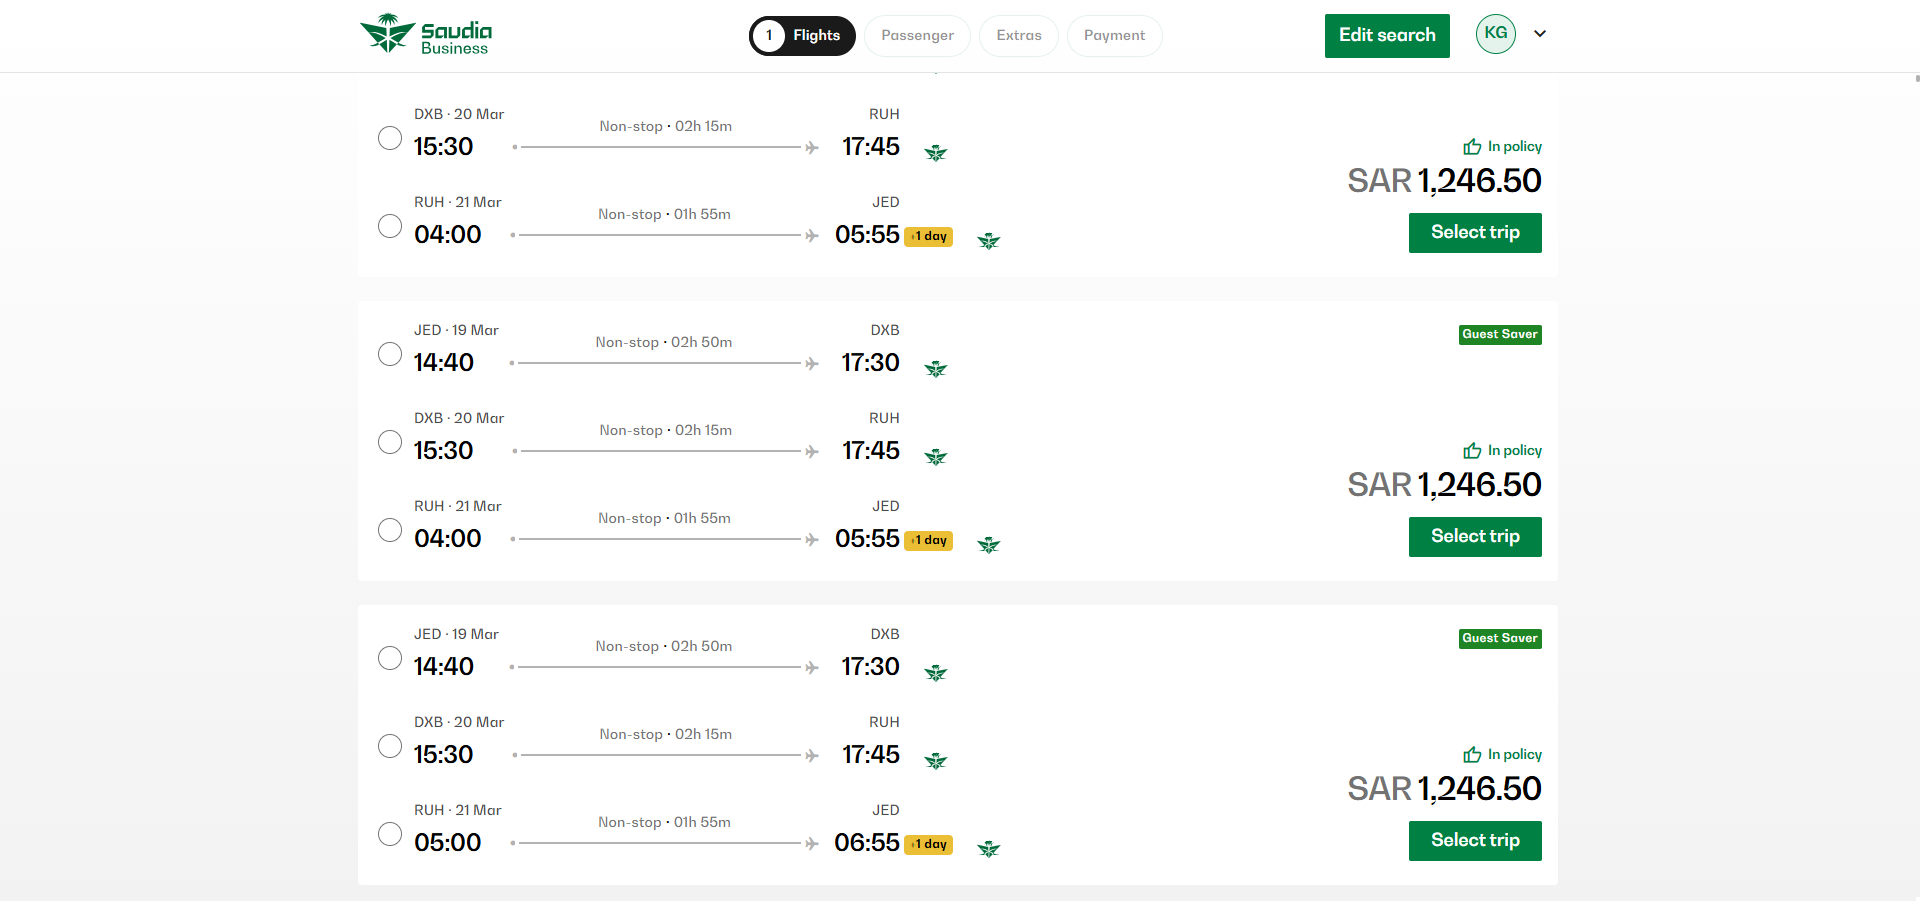 Saudia
Business
1 Flights
Passenger
Extras
Payment
Edit search
KG
DXB · 20 Mar
15:30
Non-stop · 02h 15m
RUH
17:45
RUH · 21 Mar
04:00
Non-stop · 01h 55m
JED
05:55 +1 day
In policy
SAR 1,246.50
Select trip
JED · 19 Mar
14:40
Non-stop · 02h 50m
DXB
17:30
DXB · 20 Mar
15:30
Non-stop · 02h 15m
RUH
17:45
RUH · 21 Mar
04:00
Non-stop · 01h 55m
JED
05:55 +1 day
Guest Saver
In policy
SAR 1,246.50
Select trip
JED · 19 Mar
14:40
Non-stop · 02h 50m
DXB
17:30
DXB · 20 Mar
15:30
Non-stop · 02h 15m
RUH
17:45
RUH · 21 Mar
05:00
Non-stop · 01h 55m
JED
06:55 +1 day
Guest Saver
In policy
SAR 1,246.50
Select trip